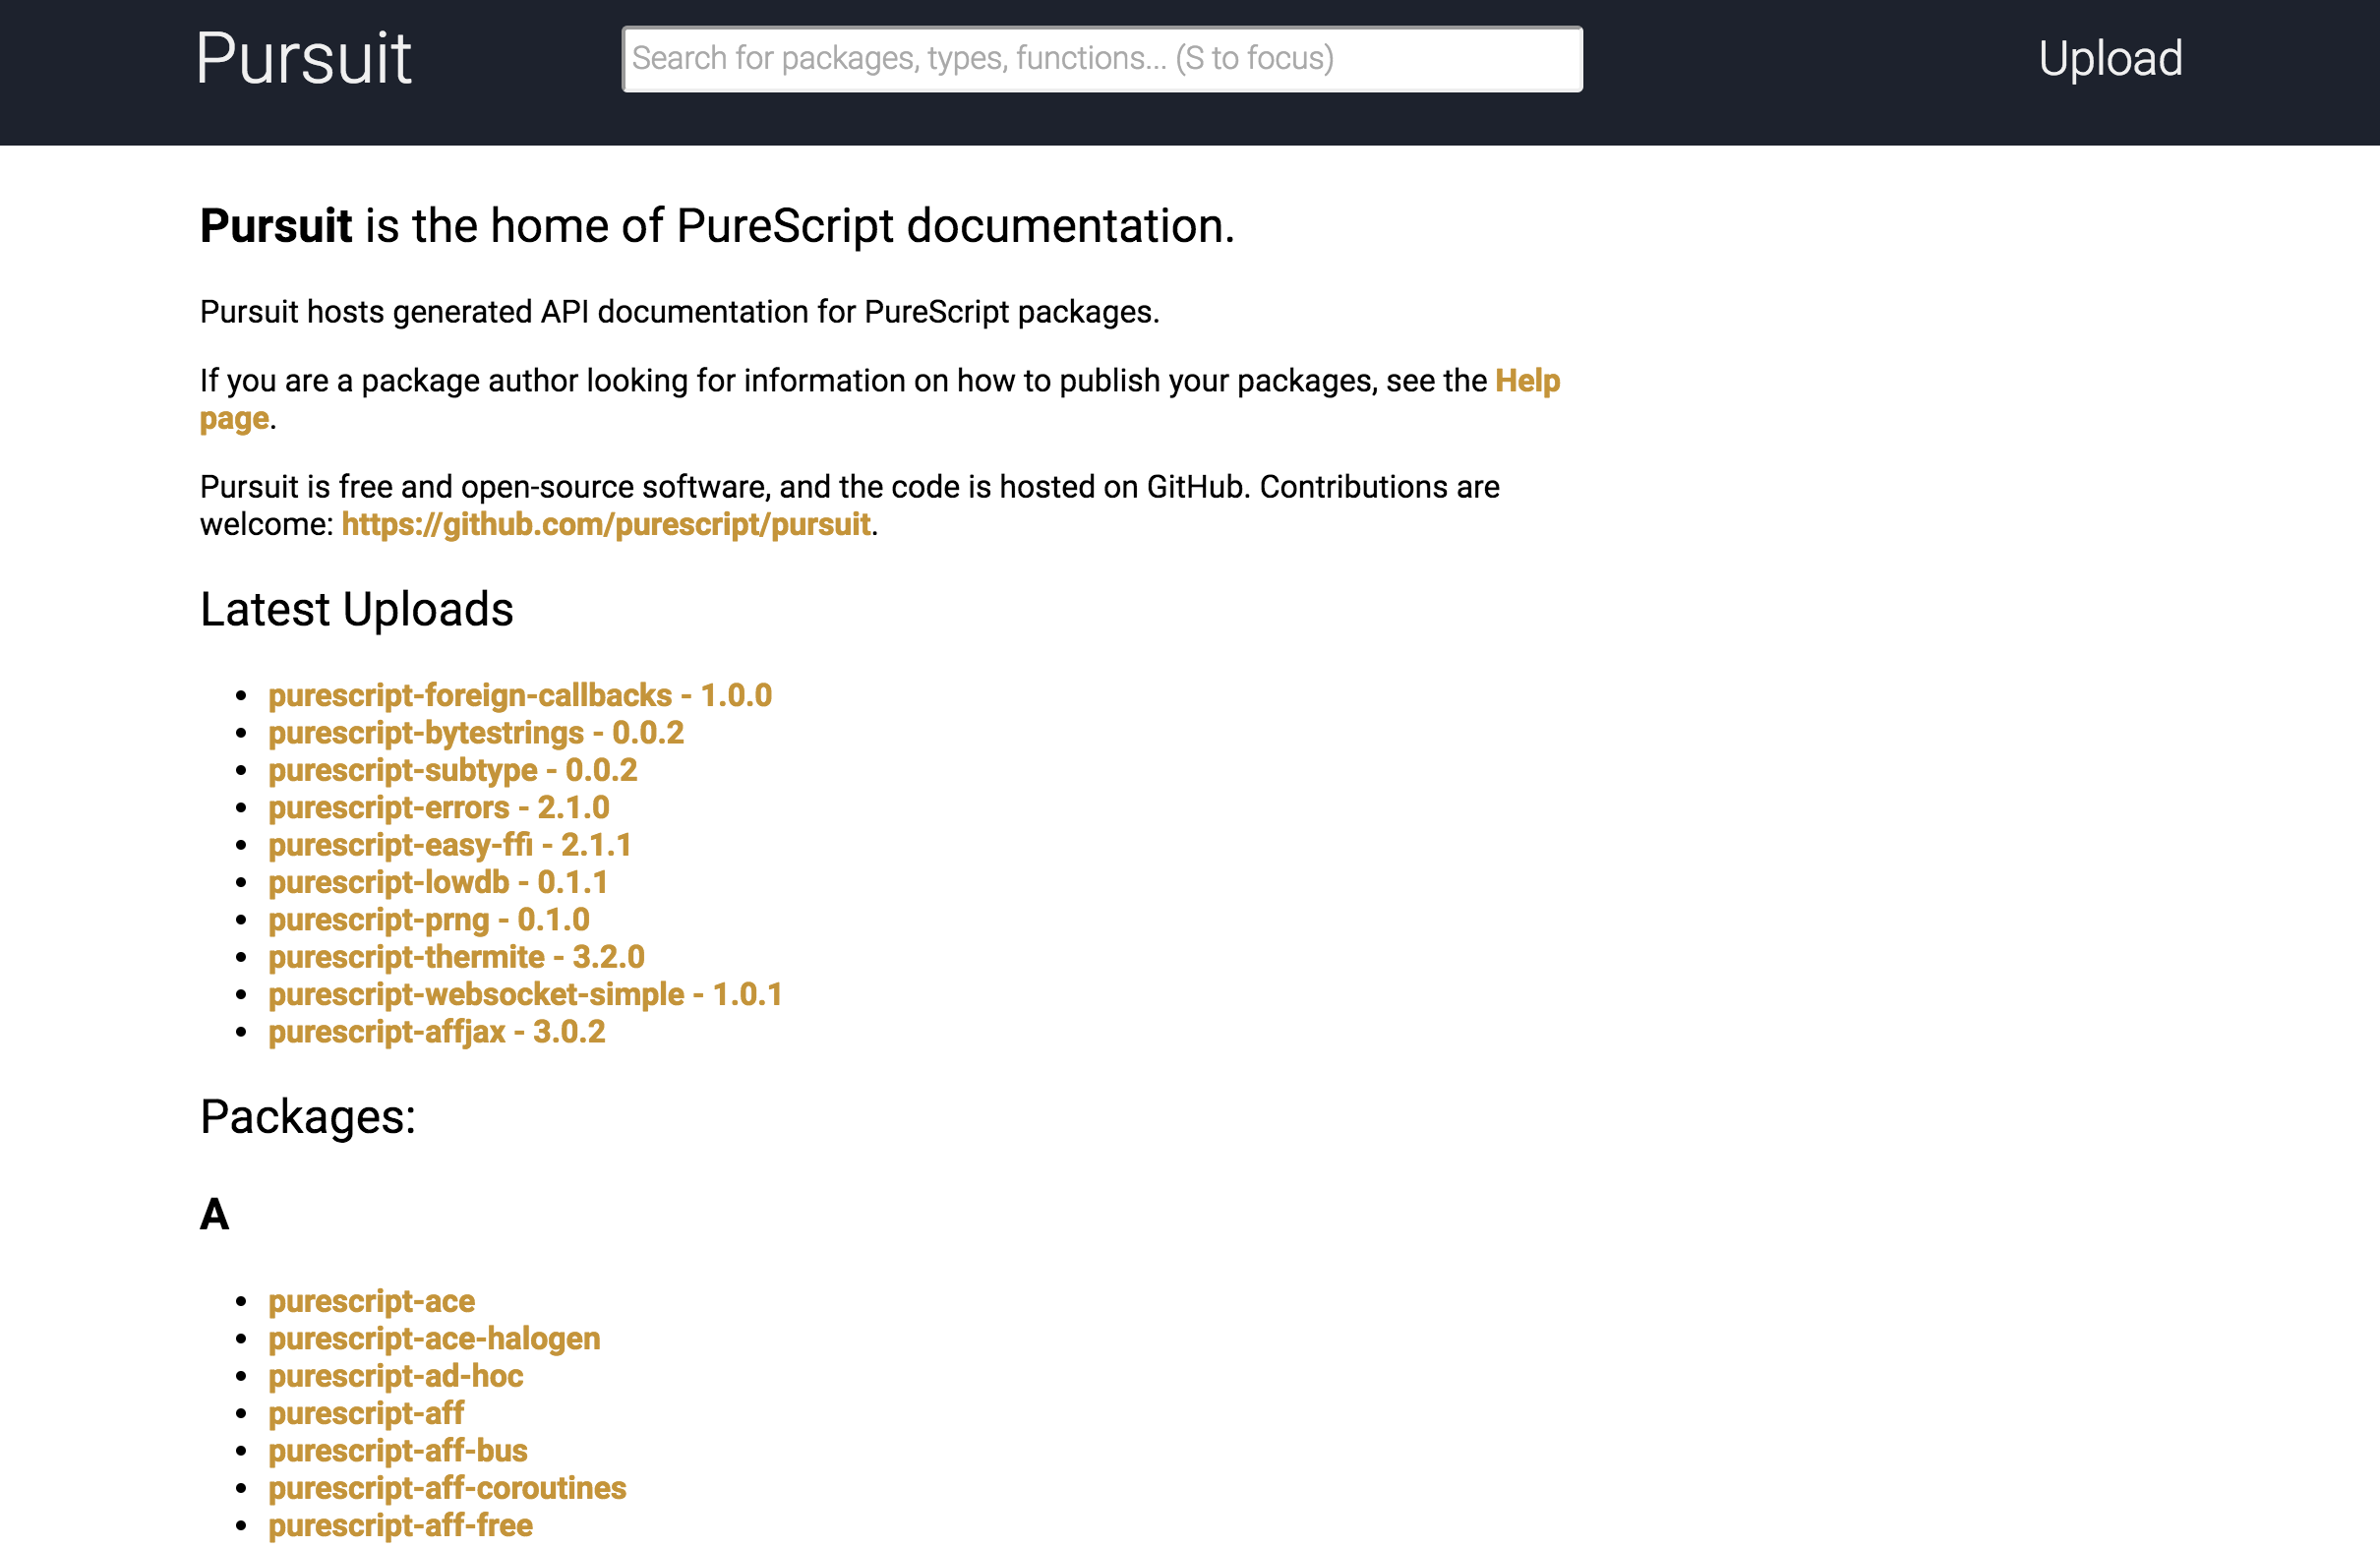 Pursuit
Search for packages, types, functions... (S to focus)
Upload
Pursuit is the home of PureScript documentation.
Pursuit hosts generated API documentation for PureScript packages.
If you are a package author looking for information on how to publish your packages, see the Help
page.
Pursuit is free and open-source software, and the code is hosted on GitHub. Contributions are
welcome: https://github.com/purescript/pursuit.
Latest Uploads
purescript-foreign-callbacks - 1.0.0
purescript-bytestrings - 0.0.2
purescript-subtype - 0.0.2
purescript-errors - 2.1.0
purescript-easy-ffi - 2.1.1
purescript-lowdb - 0.1.1
purescript-prng - 0.1.0
purescript-thermite - 3.2.0
purescript-websocket-simple - 1.0.1
purescript-affjax - 3.0.2
Packages:
A
purescript-ace
purescript-ace-halogen
purescript-ad-hoc
purescript-aff
purescript-aff-bus
purescript-aff-coroutines
purescript-aff-free